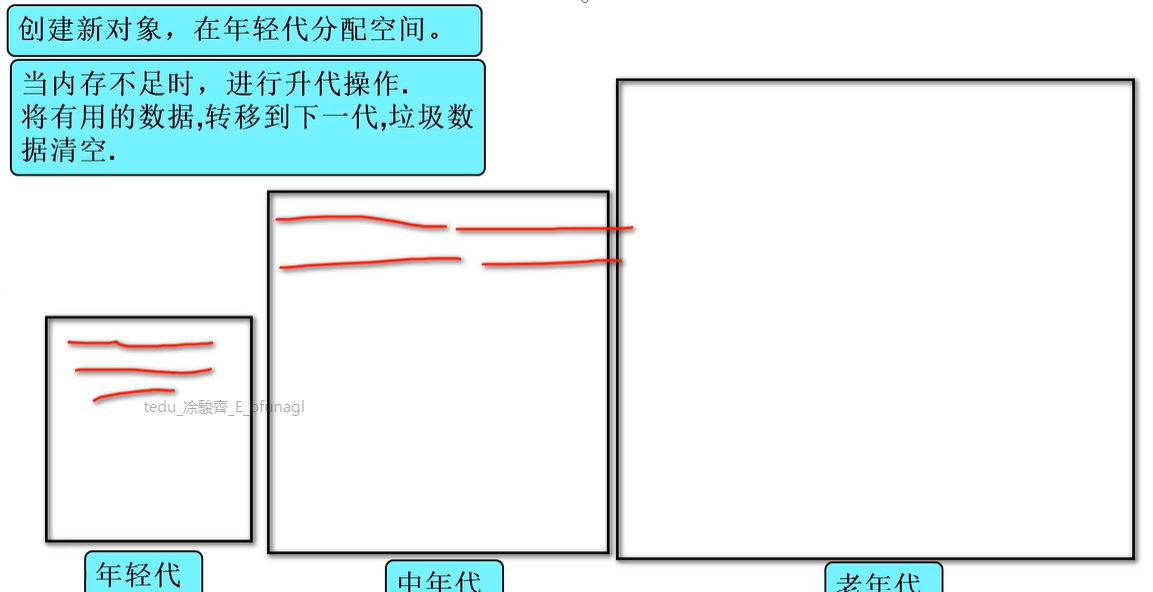 创建新对象，在年轻代分配空间。
当内存不足时，进行升代操作.
将有用的数据,转移到下一代,垃圾数
据清空.
tedu_凃駿齊_E_pfunagl
年轻代
中年代
老年代